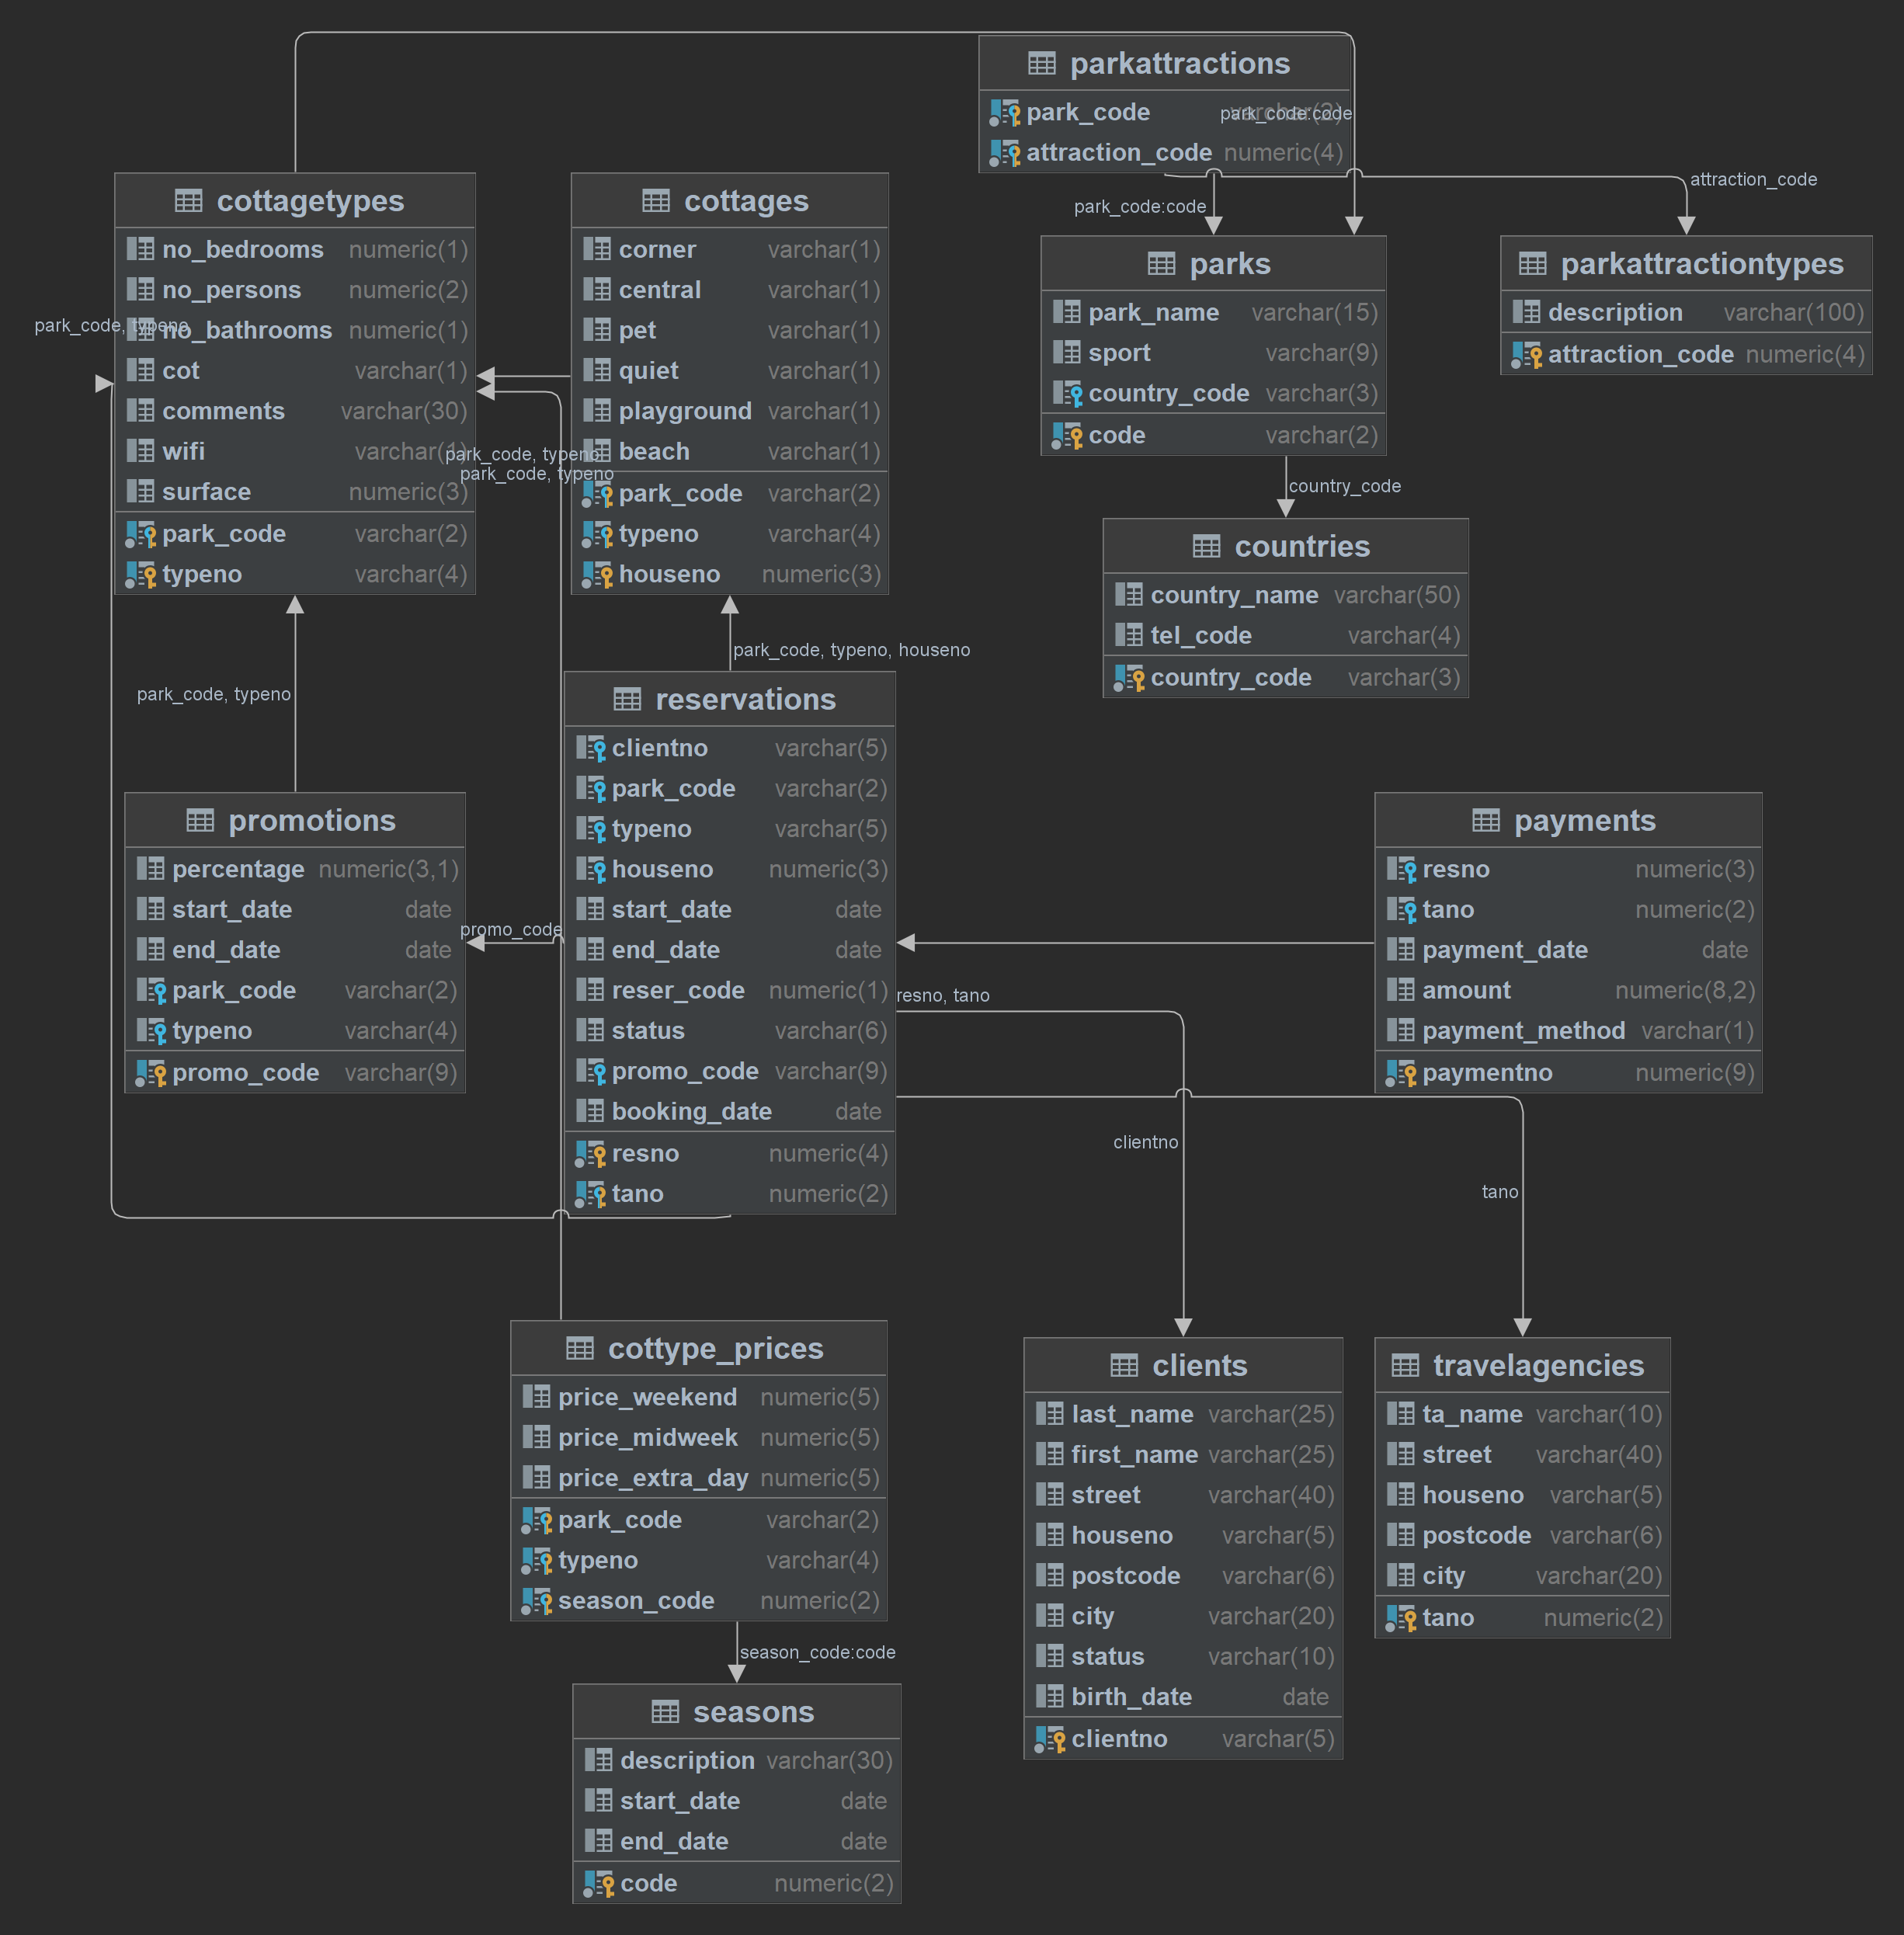 parkattractions
park_code varchar(2)
attraction_code numeric(4)
park_code:code
park_code:code
attraction_code
cottagetypes
no_bedrooms numeric(1)
no_persons numeric(2)
no_bathrooms numeric(1)
cot varchar(1)
comments varchar(30)
wifi varchar(1)
surface numeric(3)
park_code varchar(2)
typeno varchar(4)
park_code, typeno
cottages
corner varchar(1)
central varchar(1)
pet varchar(1)
quiet varchar(1)
playground varchar(1)
beach varchar(1)
park_code varchar(2)
typeno varchar(4)
houseno numeric(3)
park_code, typeno
park_code, typeno
parks
park_name varchar(15)
sport varchar(9)
country_code varchar(3)
code varchar(2)
parkattractiontypes
description varchar(100)
attraction_code numeric(4)
country_code
countries
country_name varchar(50)
tel_code varchar(4)
country_code varchar(3)
park_code, typeno, houseno
park_code, typeno
reservations
clientno varchar(5)
park_code varchar(2)
typeno varchar(5)
houseno numeric(3)
start_date date
end_date date
reser_code numeric(1)
status varchar(6)
promo_code varchar(9)
booking_date date
resno numeric(4)
tano numeric(2)
promotions
percentage numeric(3,1)
start_date date
end_date date
park_code varchar(2)
typeno varchar(4)
promo_code varchar(9)
promo_code
payments
resno numeric(3)
tano numeric(2)
payment_date date
amount numeric(8,2)
payment_method varchar(1)
paymentno numeric(9)
resno, tano
clientno
tano
cottype_prices
price_weekend numeric(5)
price_midweek numeric(5)
price_extra_day numeric(5)
park_code varchar(2)
typeno varchar(4)
season_code numeric(2)
season_code:code
clients
last_name varchar(25)
first_name varchar(25)
street varchar(40)
houseno varchar(5)
postcode varchar(6)
city varchar(20)
status varchar(10)
birth_date date
clientno varchar(5)
travelagencies
ta_name varchar(10)
street varchar(40)
houseno varchar(5)
postcode varchar(6)
city varchar(20)
tano numeric(2)
seasons
description varchar(30)
start_date date
end_date date
code numeric(2)